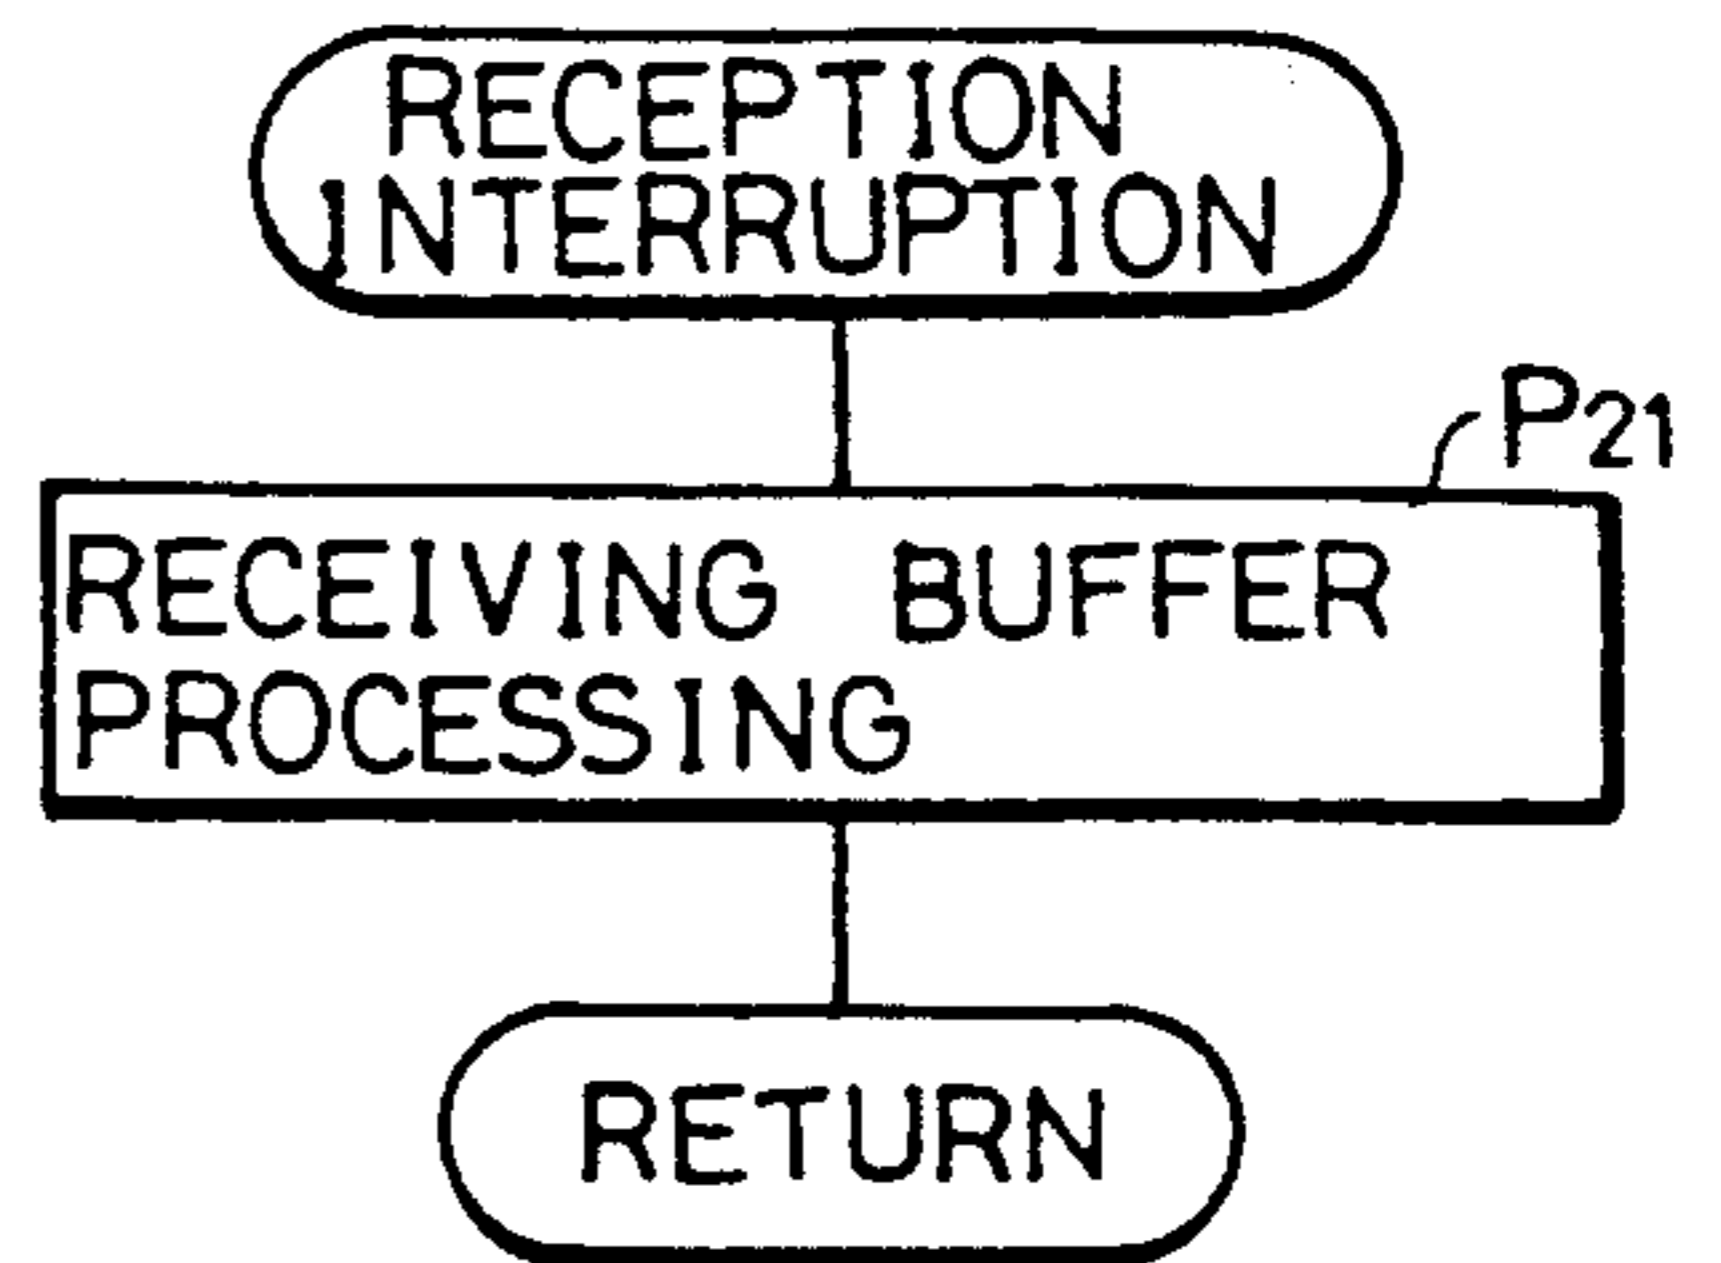 RECEPTION
INTERRUPTION
P21
RECEIVING BUFFER
PROCESSING
RETURN